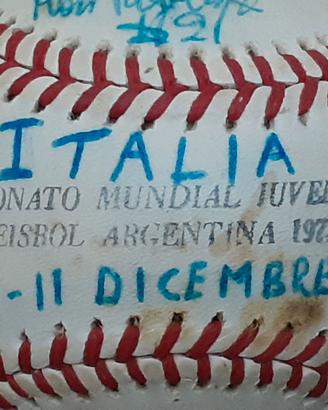 #21
ITALIA
ONATO MUNDIAL JUVE
EISBOL ARGENTINA 197
-11 DICEMBRE